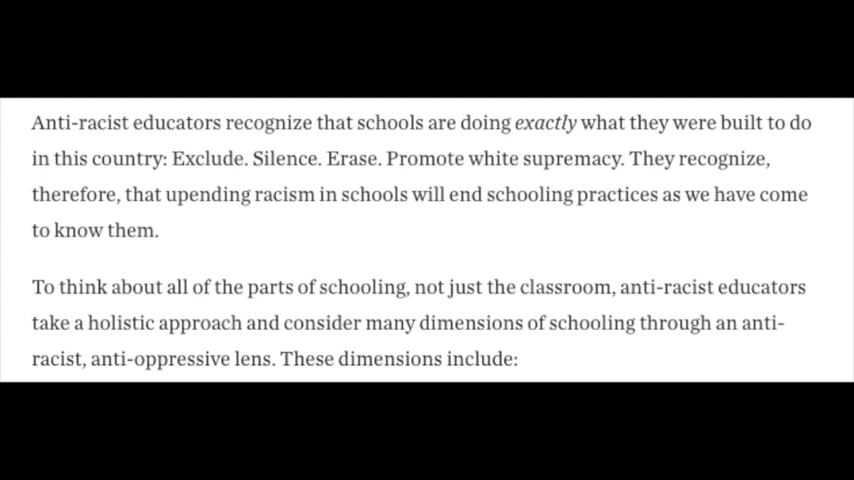 Anti-racist educators recognize that schools are doing exactly what they were built to do
in this country: Exclude. Silence. Erase. Promote white supremacy. They recognize,
therefore, that upending racism in schools will end schooling practices as we have come
to know them.
To think about all of the parts of schooling, not just the classroom, anti-racist educators
take a holistic approach and consider many dimensions of schooling through an anti-
racist, anti-oppressive lens. These dimensions include: